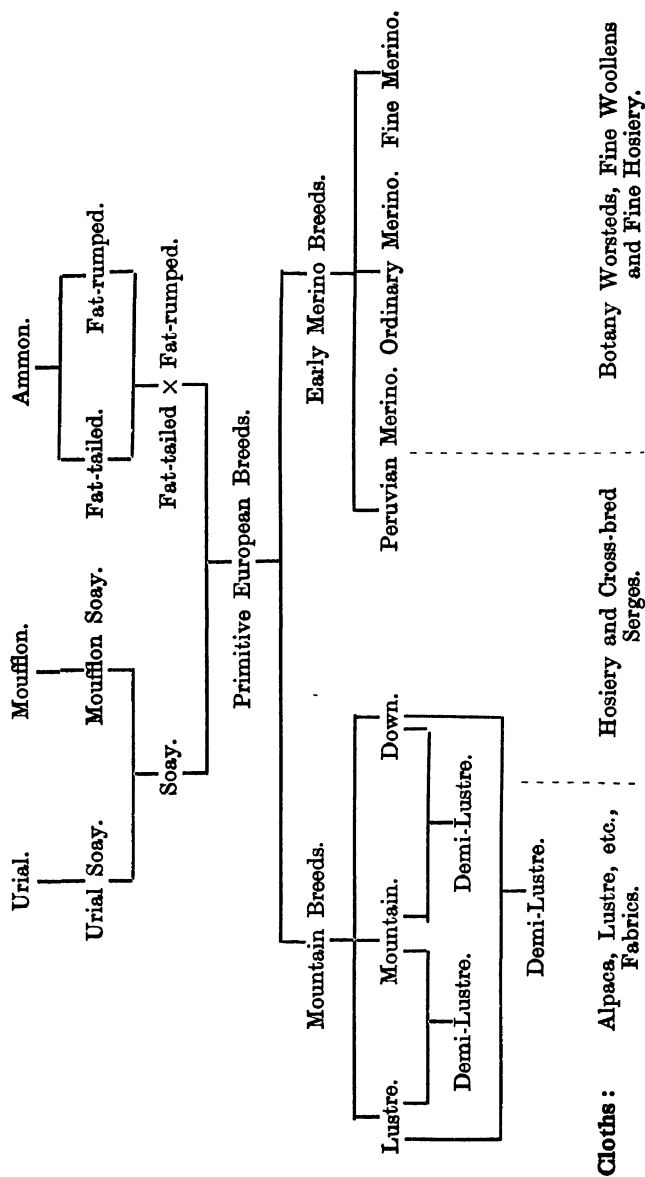 Urial. Moufflon. Ammon.
Urial Soay. Moufflon Soay. Fat-tailed. Fat-rumped.
Soay. Fat-tailed × Fat-rumped.
Primitive European Breeds.
Mountain Breeds. Early Merino Breeds.
Lustre. Mountain. Down. Peruvian Merino. Ordinary Merino. Fine Merino.
Demi-Lustre. Demi-Lustre.
Demi-Lustre.
Cloths: Alpaca, Lustre, etc., Hosiery and Cross-bred Botany Worsteds, Fine Woollens
Fabrics. Serges. and Fine Hosiery.